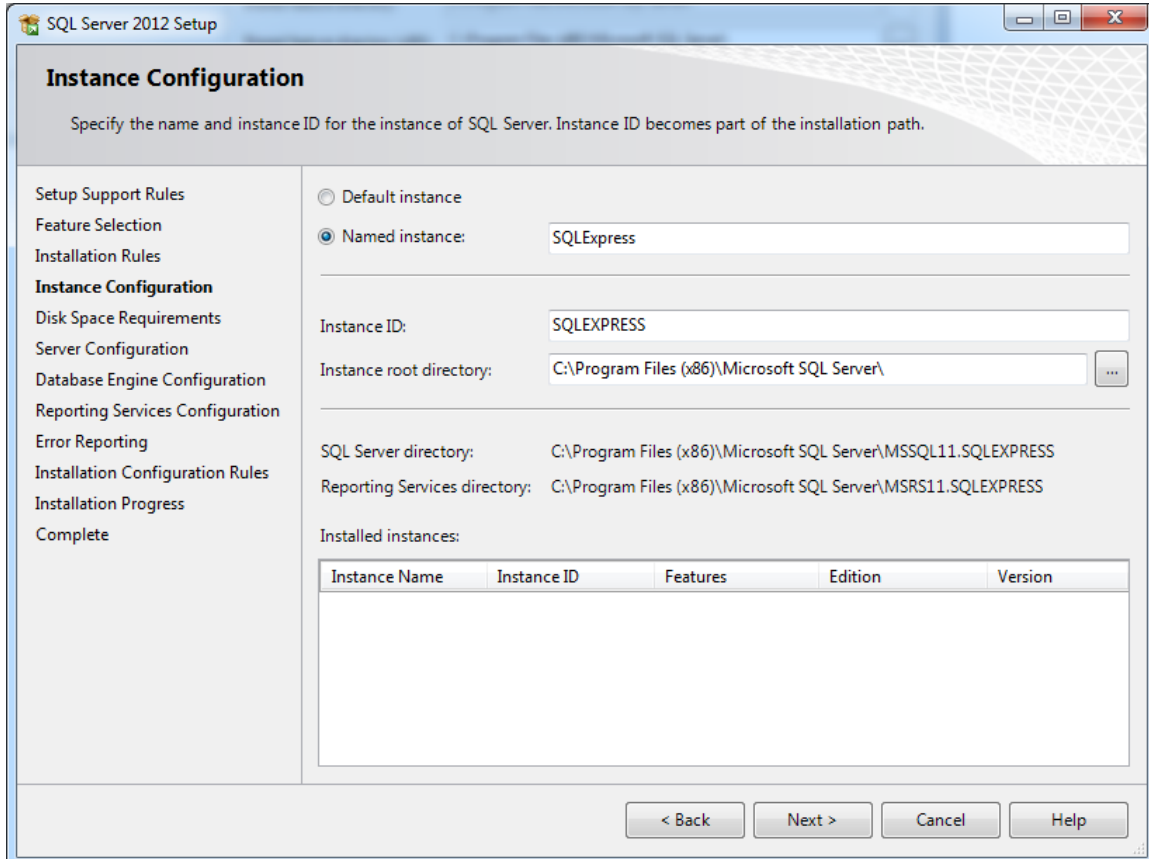 SQL Server 2012 Setup
Instance Configuration
Specify the name and instance ID for the instance of SQL Server. Instance ID becomes part of the installation path.
Setup Support Rules
Feature Selection
Installation Rules
Instance Configuration
Disk Space Requirements
Server Configuration
Database Engine Configuration
Reporting Services Configuration
Error Reporting
Installation Configuration Rules
Installation Progress
Complete
Default instance
Named instance: SQLExpress
Instance ID: SQLEXPRESS
Instance root directory: C:\Program Files (x86)\Microsoft SQL Server\ ...
SQL Server directory: C:\Program Files (x86)\Microsoft SQL Server\MSSQL11.SQLEXPRESS
Reporting Services directory: C:\Program Files (x86)\Microsoft SQL Server\MSRS11.SQLEXPRESS
Installed instances:
Instance Name Instance ID Features Edition Version
< Back Next > Cancel Help